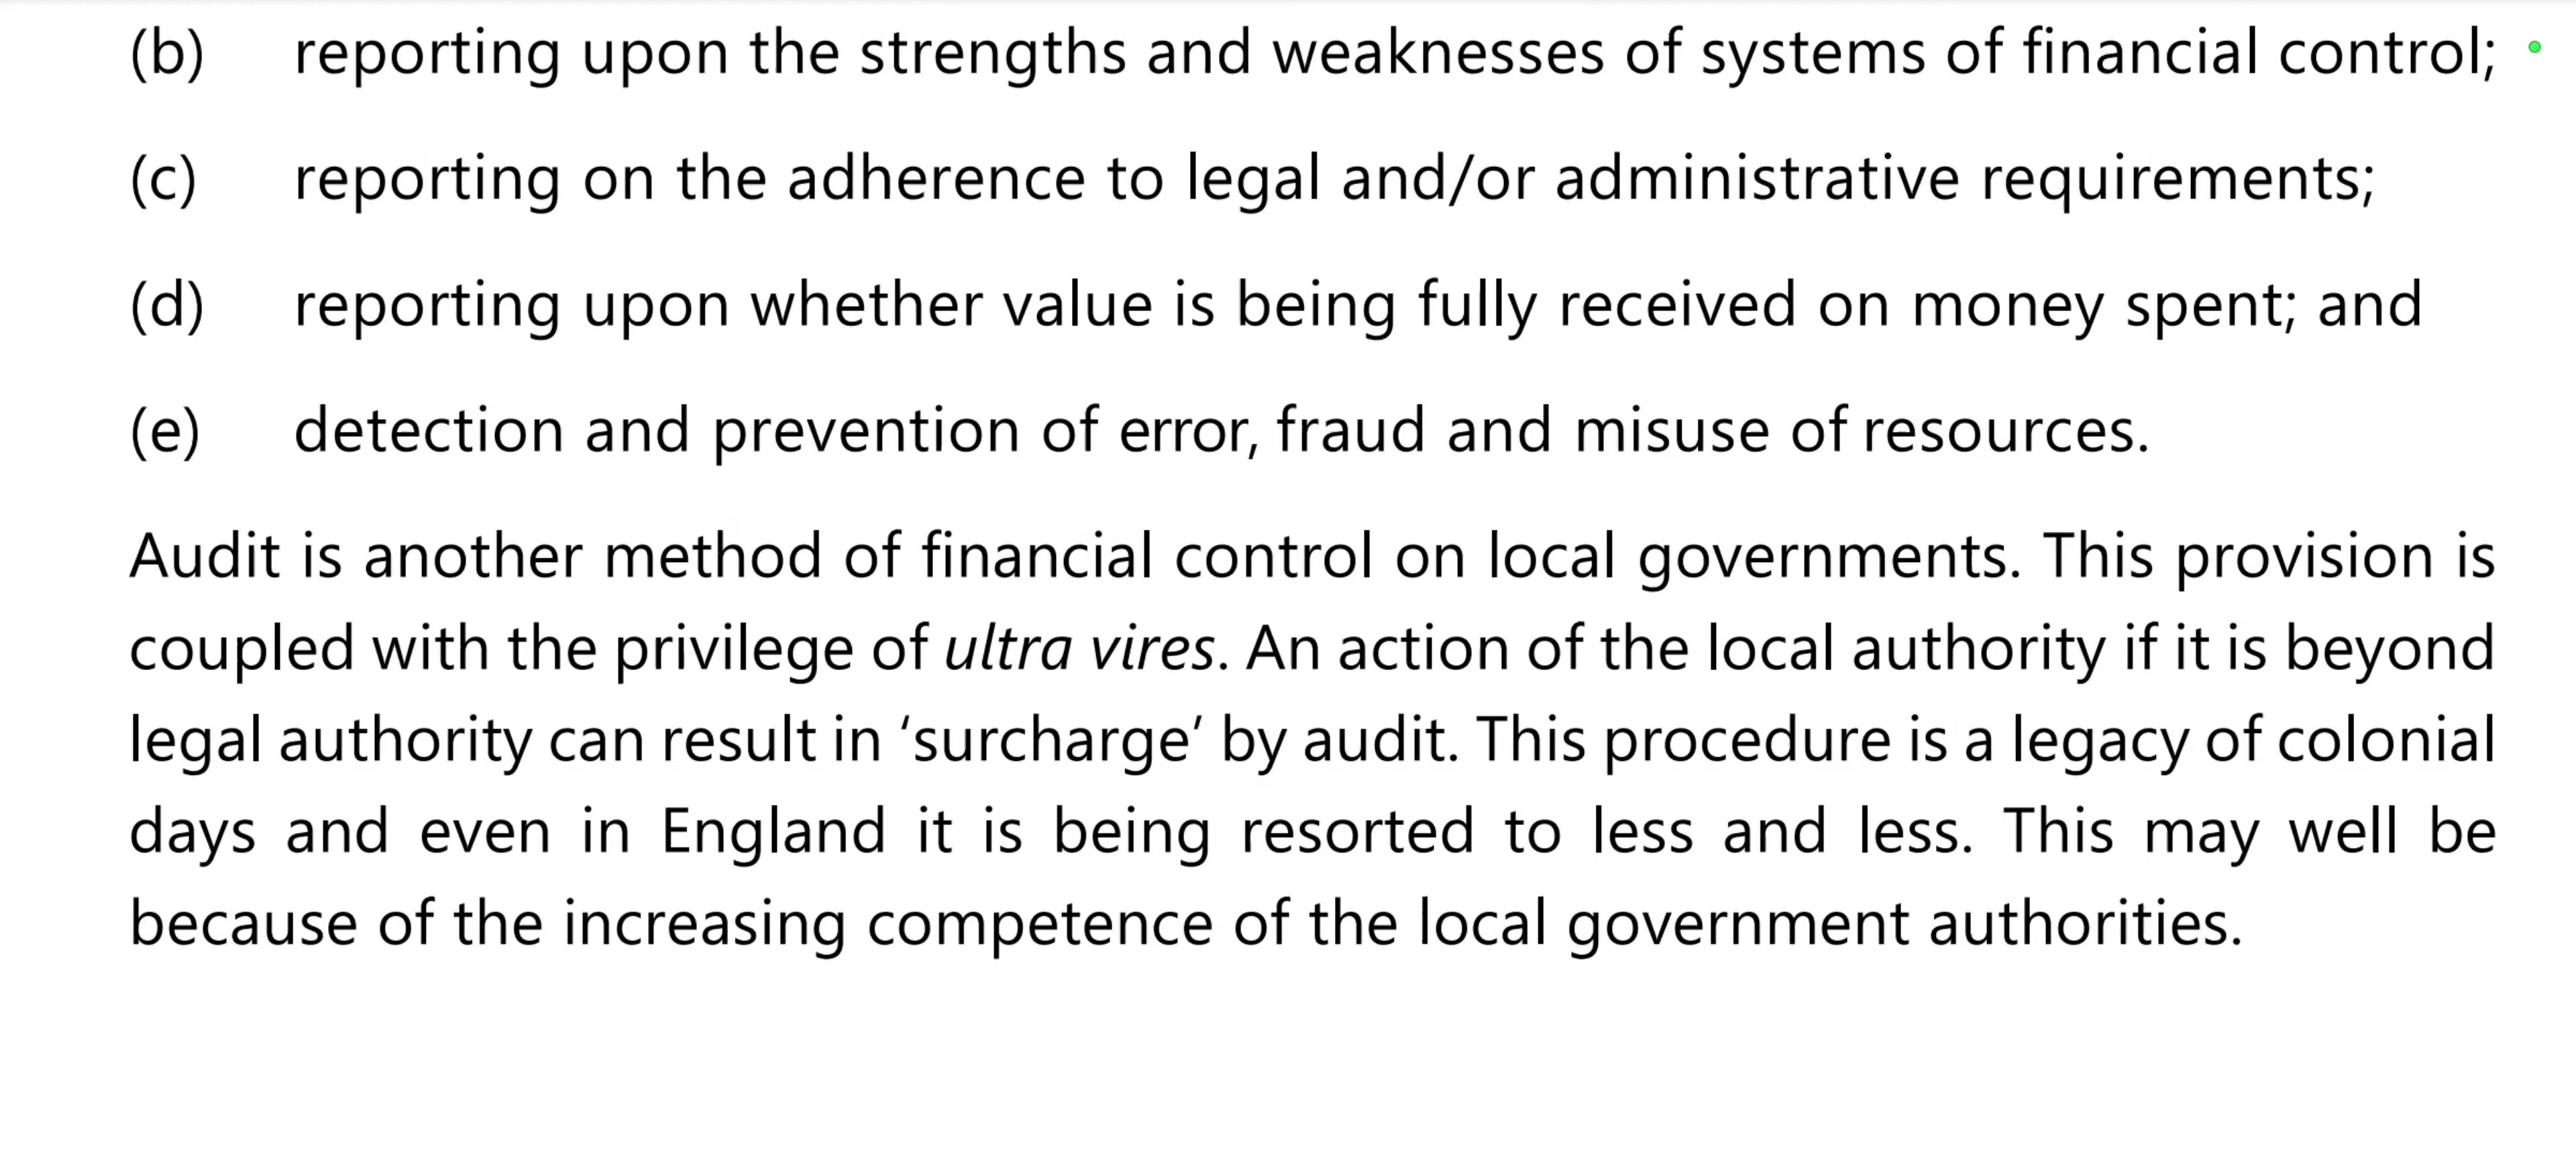 (b) reporting upon the strengths and weaknesses of systems of financial control;
(c) reporting on the adherence to legal and/or administrative requirements;
(d) reporting upon whether value is being fully received on money spent; and
(e) detection and prevention of error, fraud and misuse of resources.
Audit is another method of financial control on local governments. This provision is
coupled with the privilege of ultra vires. An action of the local authority if it is beyond
legal authority can result in ‘surcharge’ by audit. This procedure is a legacy of colonial
days and even in England it is being resorted to less and less. This may well be
because of the increasing competence of the local government authorities.